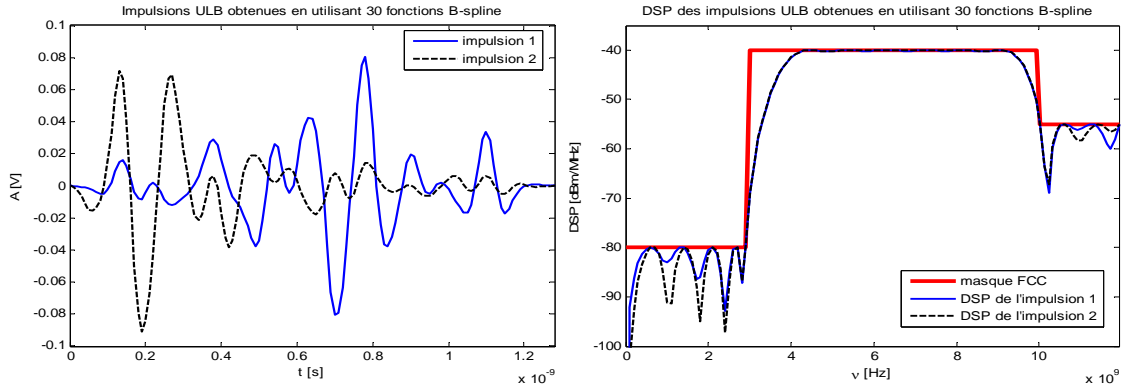 Impulsions ULB obtenues en utilisant 30 fonctions B-spline
0.1
0.08
0.06
0.04
0.02
0
-0.02
-0.04
-0.06
-0.08
-0.1
A [V]
impulsion 1
impulsion 2
0
0.2
0.4
0.6
0.8
1
1.2
t [s]
x 10⁻⁹
DSP des impulsions ULB obtenues en utilisant 30 fonctions B-spline
-40
-50
-60
-70
-80
-90
-100
DSP [dBm/MHz]
masque FCC
DSP de l'impulsion 1
DSP de l'impulsion 2
0
2
4
6
8
10
ν [Hz]
x 10⁹